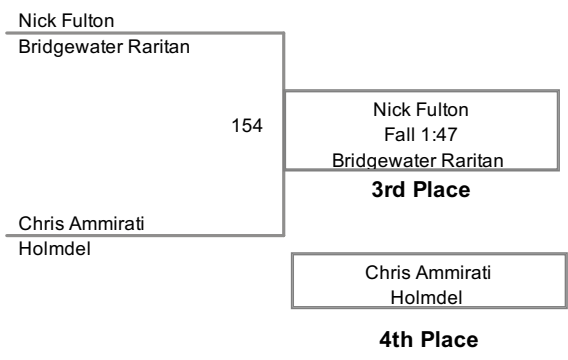 Nick Fulton
Bridgewater Raritan
154
Nick Fulton
Fall 1:47
Bridgewater Raritan
3rd Place
Chris Ammirati
Holmdel
Chris Ammirati
Holmdel
4th Place